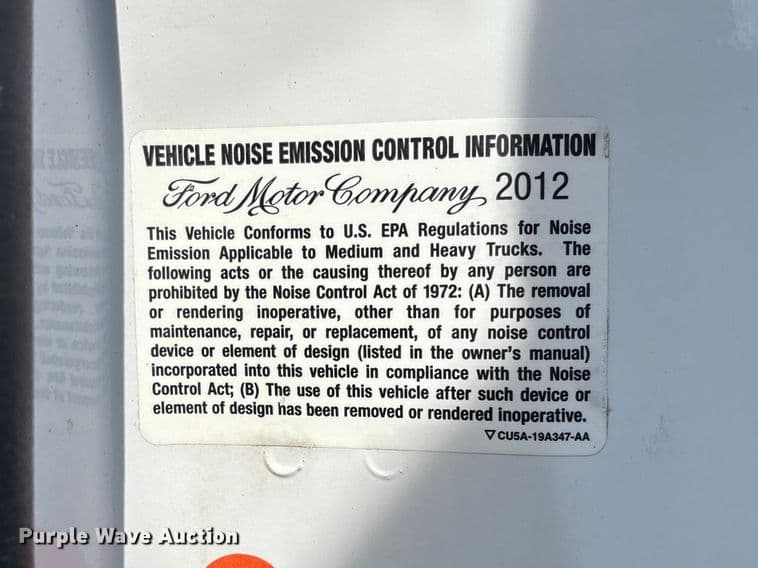 VEHICLE NOISE EMISSION CONTROL INFORMATION
Ford Motor Company 2012
This Vehicle Conforms to U.S. EPA Regulations for Noise
Emission Applicable to Medium and Heavy Trucks. The
following acts or the causing thereof by any person are
prohibited by the Noise Control Act of 1972: (A) The removal
or rendering inoperative, other than for purposes of
maintenance, repair, or replacement, of any noise control
device or element of design (listed in the owner's manual)
incorporated into this vehicle in compliance with the Noise
Control Act; (B) The use of this vehicle after such device or
element of design has been removed or rendered inoperative.
CU5A-19A347-AA
Purple Wave Auction